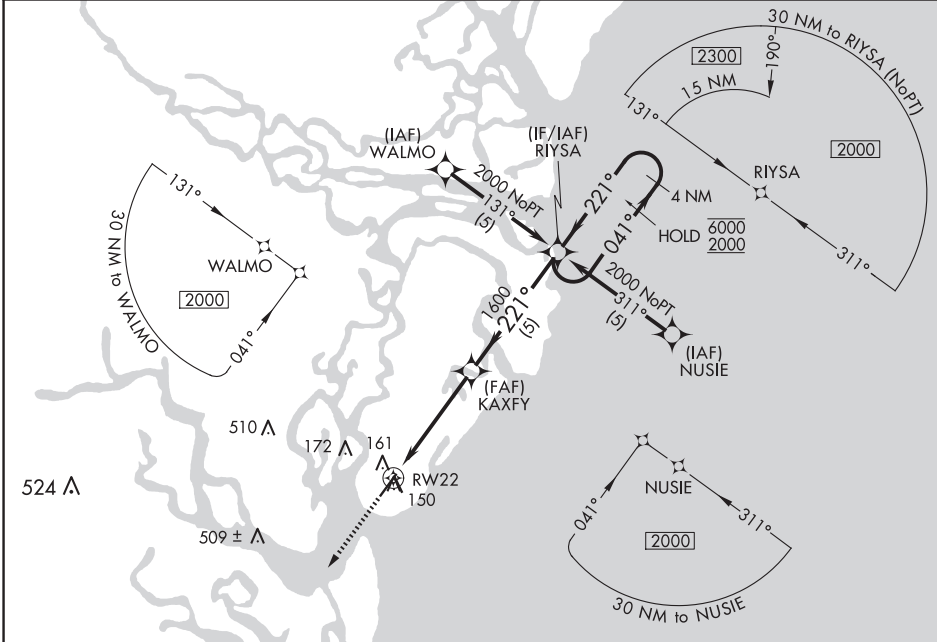 30 NM to RIYSA (NoPT)
2300
190°
15 NM
131°
2000
RIYSA
311°
(IAF)
WALMO
(IF/IAF)
RIYSA
2000 NoPT
131°
(5)
221°
041°
4 NM
HOLD
6000
2000
2000 NoPT
311°
(5)
(IAF)
NUSIE
131°
WALMO
2000
041°
30 NM to WALMO
1600
221°
(5)
(FAF)
KAXFY
510
172
161
RW22
150
524
509 ±
NUSIE
041°
311°
2000
30 NM to NUSIE